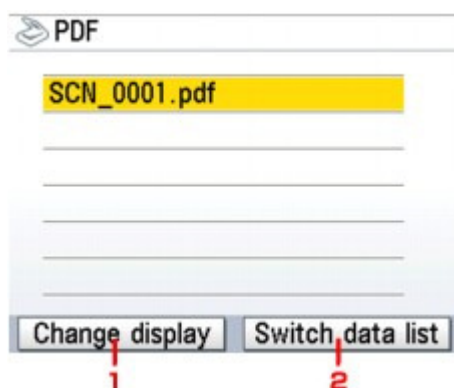 PDF
SCN_0001.pdf
Change display Switch data list
1 2